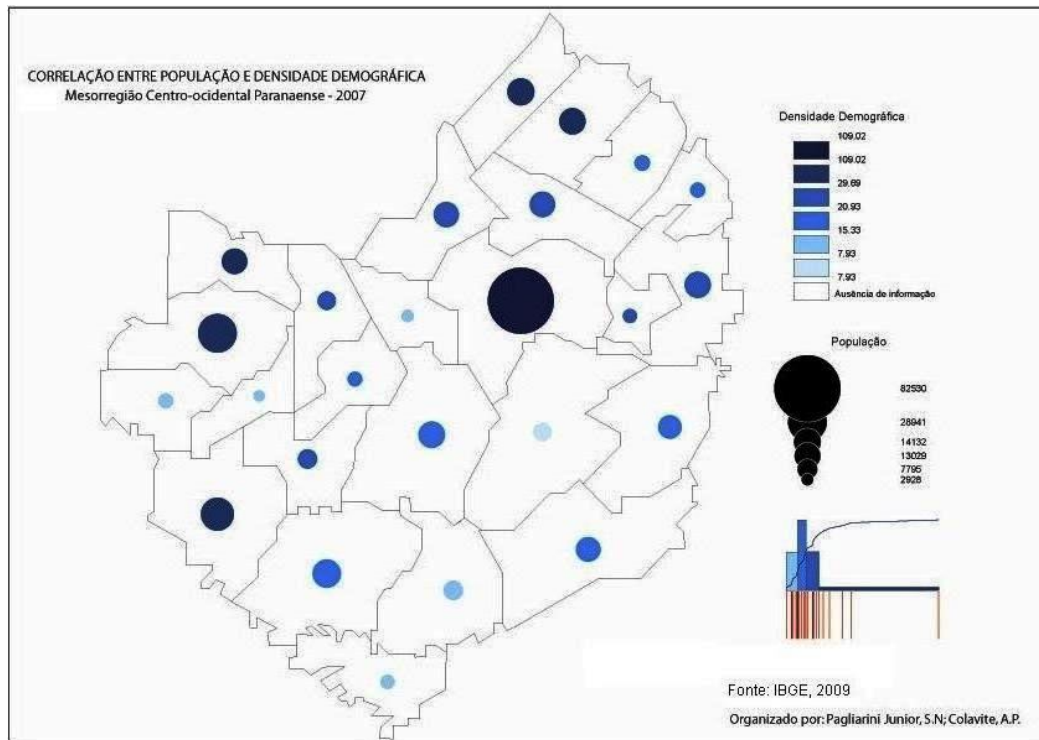 CORRELAÇÃO ENTRE POPULAÇÃO E DENSIDADE DEMOGRÁFICA
Mesorregião Centro-ocidental Paranaense - 2007
Densidade Demográfica
109.02
109.02
29.69
20.93
15.33
7.93
7.93
Ausência de informação
População
82530
28941
14132
13029
7795
2928
Fonte: IBGE, 2009
Organizado por: Pagliarini Junior, S.N; Colavite, A.P.